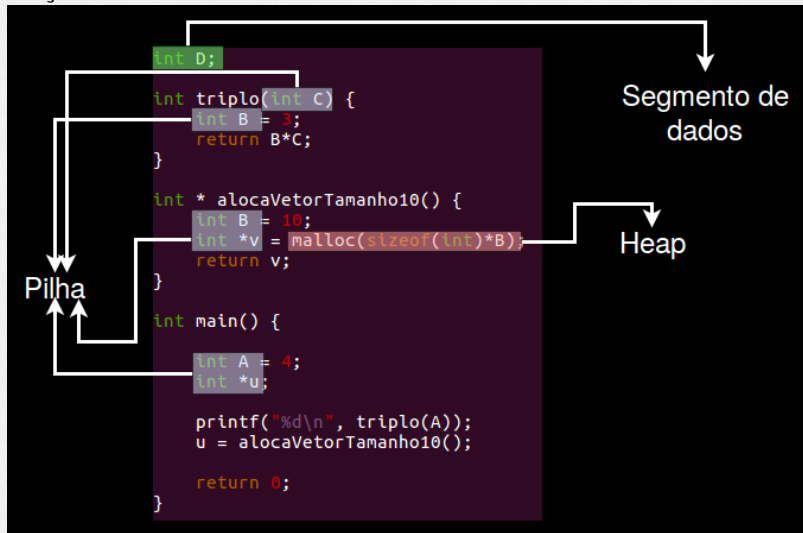 int D;
int triplo(int C) {
int B = 3;
return B*C;
}
int * alocaVetorTamanho10() {
int B = 10;
int *v = malloc(sizeof(int)*B);
return v;
}
int main() {
int A = 4;
int *u;
printf("%d\n", triplo(A));
u = alocaVetorTamanho10();
return 0;
}
Segmento de
dados
Heap
Pilha